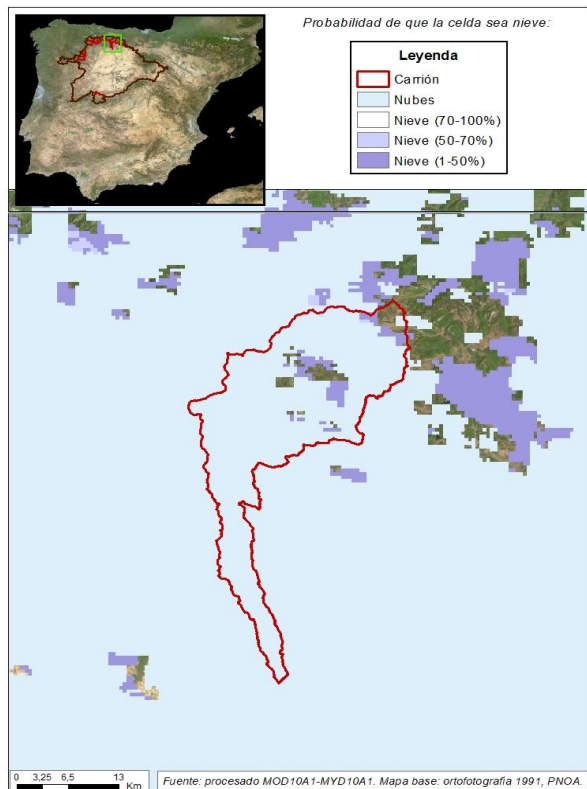 Probabilidad de que la celda sea nieve:
Leyenda
Carrión
Nubes
Nieve (70-100%)
Nieve (50-70%)
Nieve (1-50%)
0 3,25 6,5 13
Km
Fuente: procesado MOD10A1-MYD10A1. Mapa base: ortofotografia 1991, PNOA.